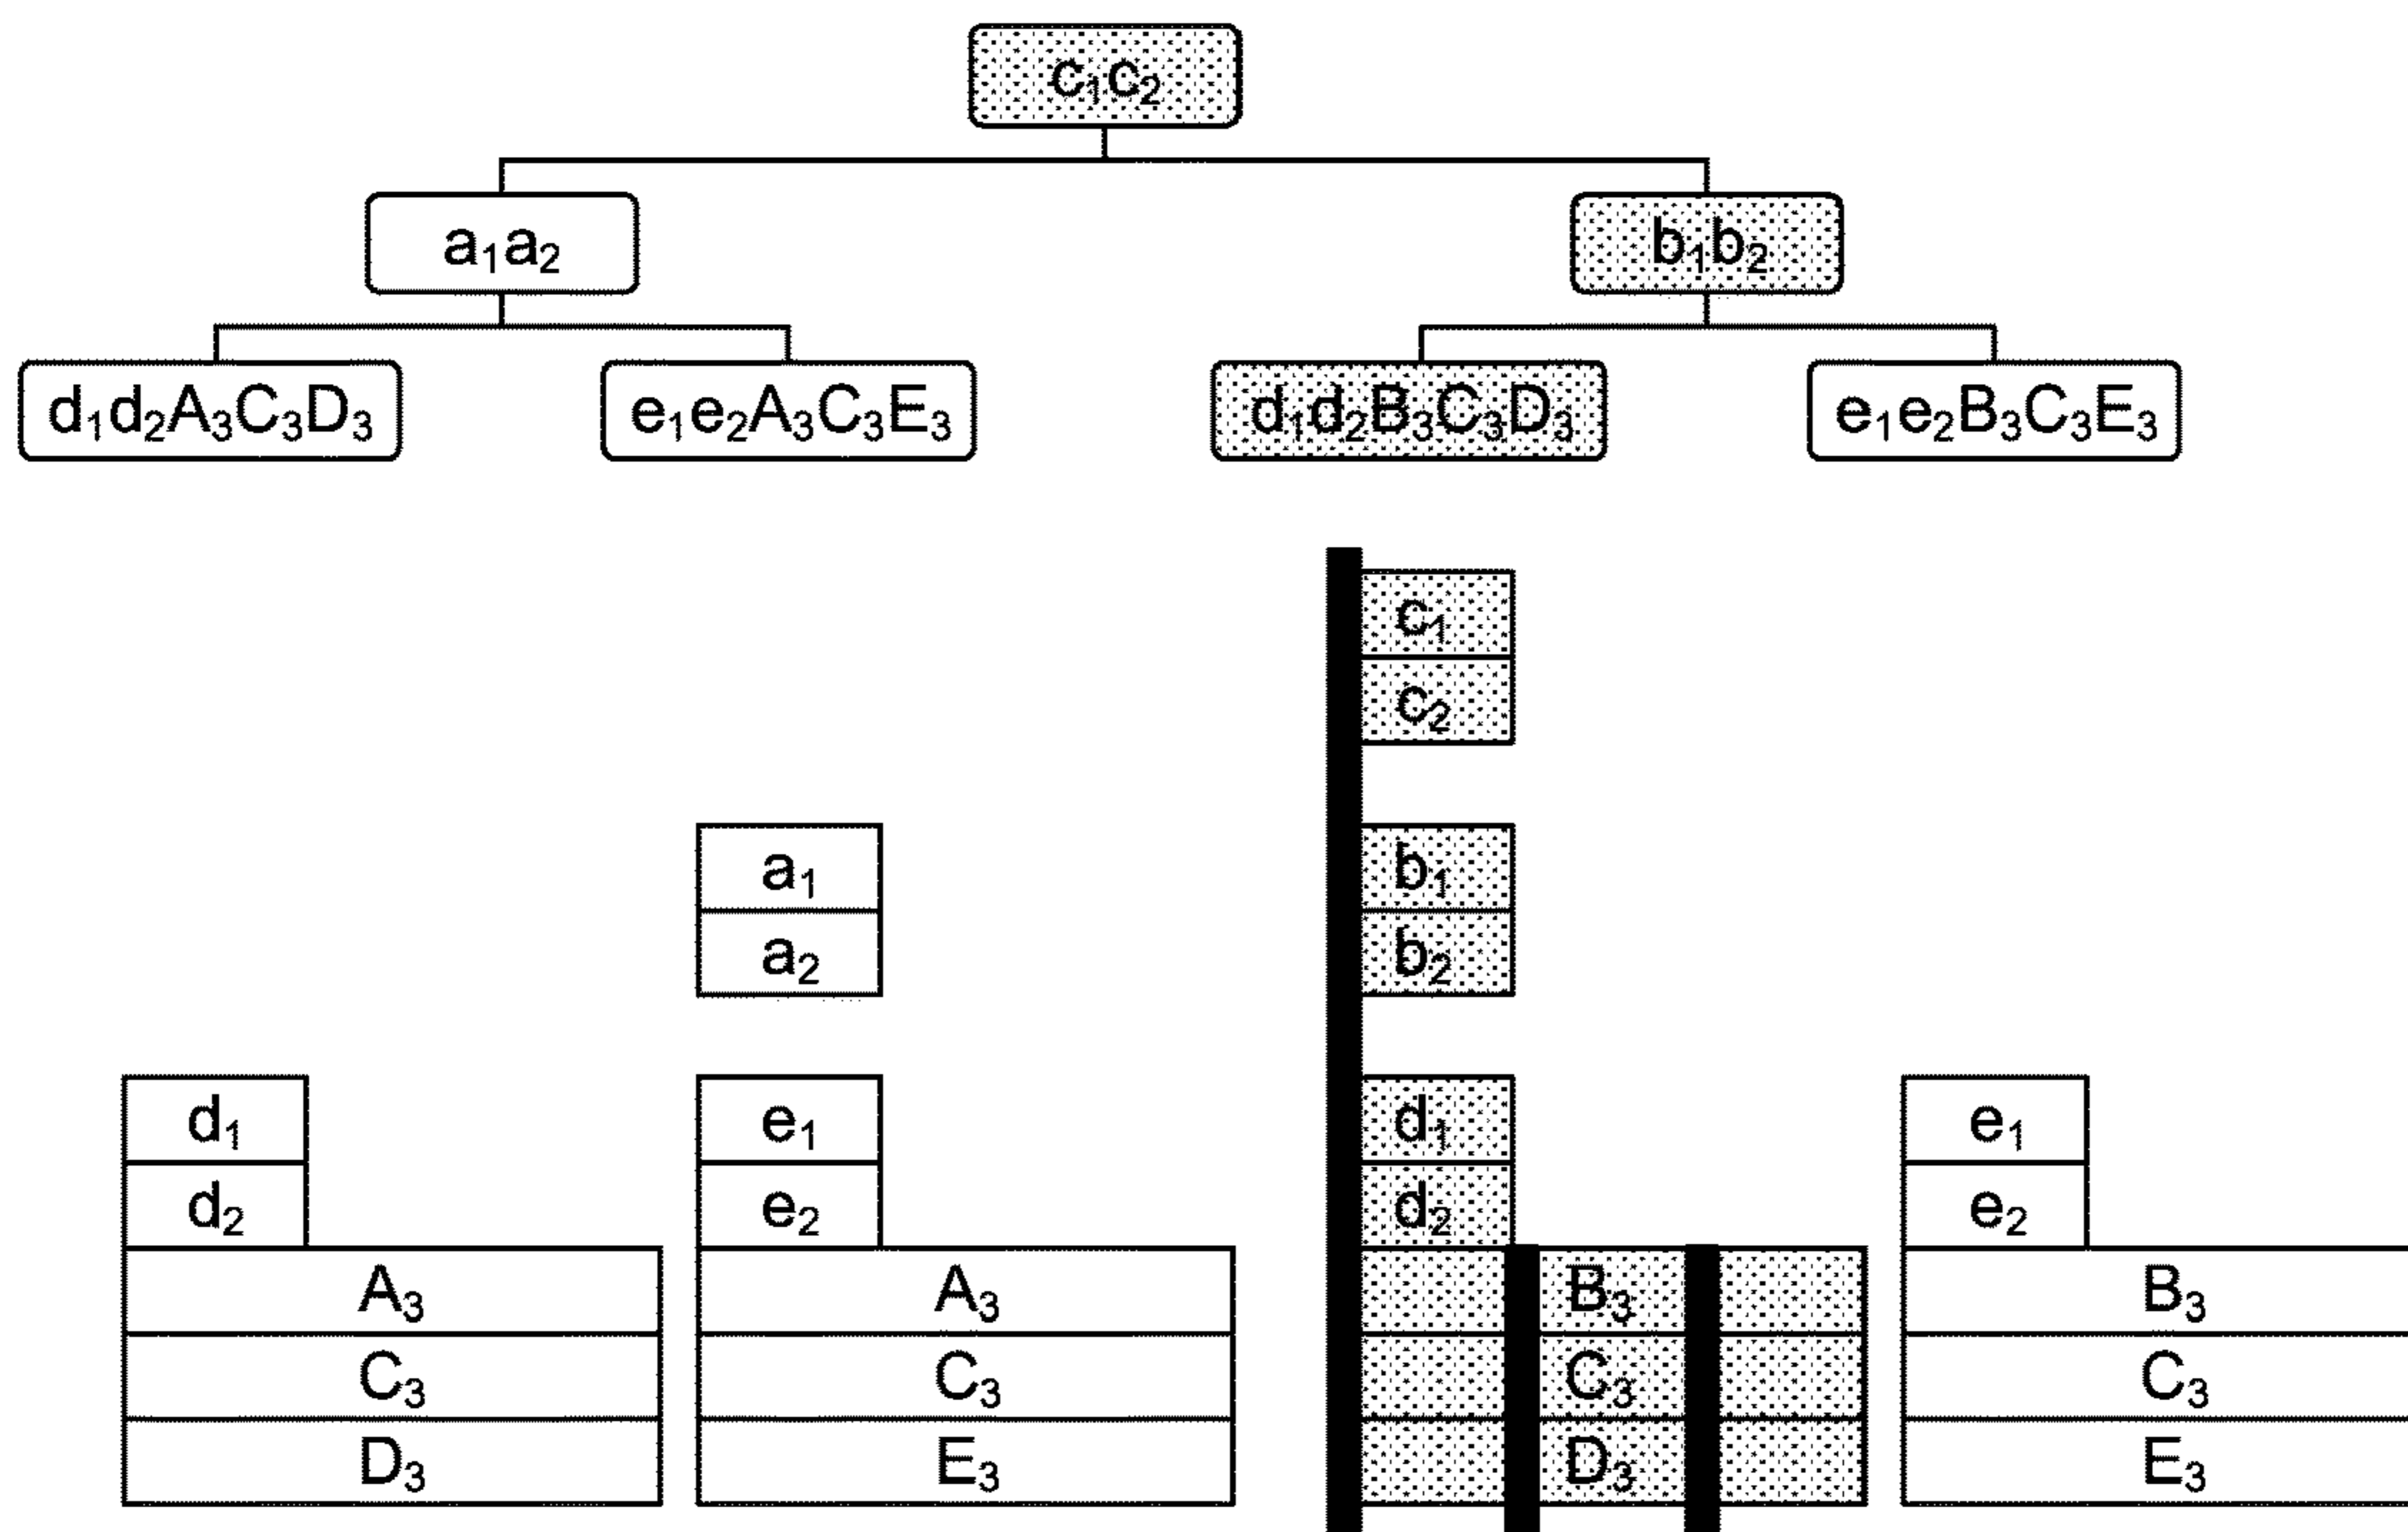 c₁c₂
a₁a₂ b₁b₂
d₁d₂A₃C₃D₃ e₁e₂A₃C₃E₃ d₁d₂B₃C₃D₃ e₁e₂B₃C₃E₃
c₁
c₂
a₁ b₁
a₂ b₂
d₁ e₁ d₁ e₁
d₂ e₂ d₂ e₂
A₃ A₃ B₃ B₃
C₃ C₃ C₃ C₃
D₃ E₃ D₃ E₃